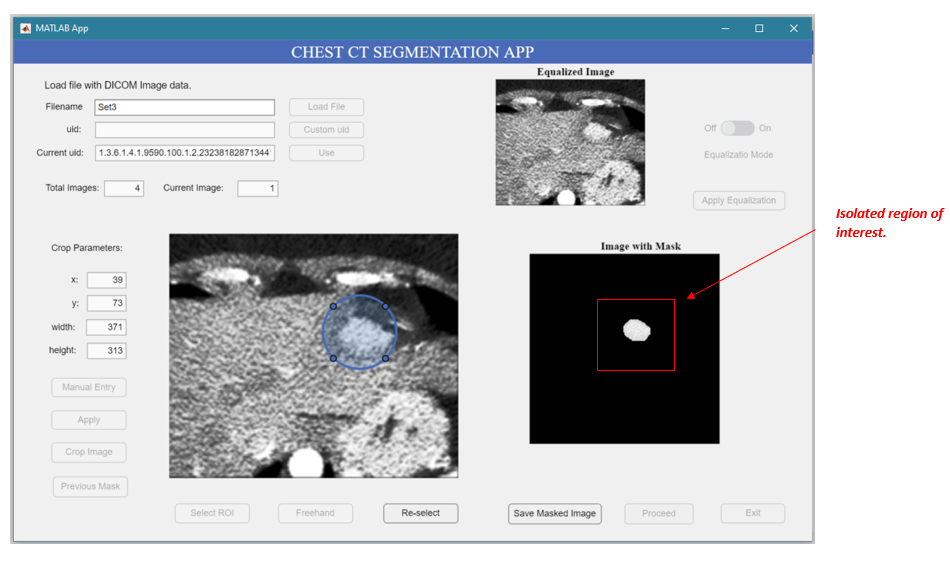 MATLAB App
CHEST CT SEGMENTATION APP
Load file with DICOM Image data.
Filename Set3 Load File
uid: Custom uid
Current uid: 1.3.6.1.4.1.9590.100.1.2.23238182871344 Use
Total Images: 4 Current Image: 1
Equalized Image
Off On
Equalizatio Mode
Apply Equalization
Isolated region of
interest.
Crop Parameters:
x: 39
y: 73
width: 371
height: 313
Manual Entry
Apply
Crop Image
Previous Mask
Image with Mask
Select ROI Freehand Re-select Save Masked Image Proceed Exit